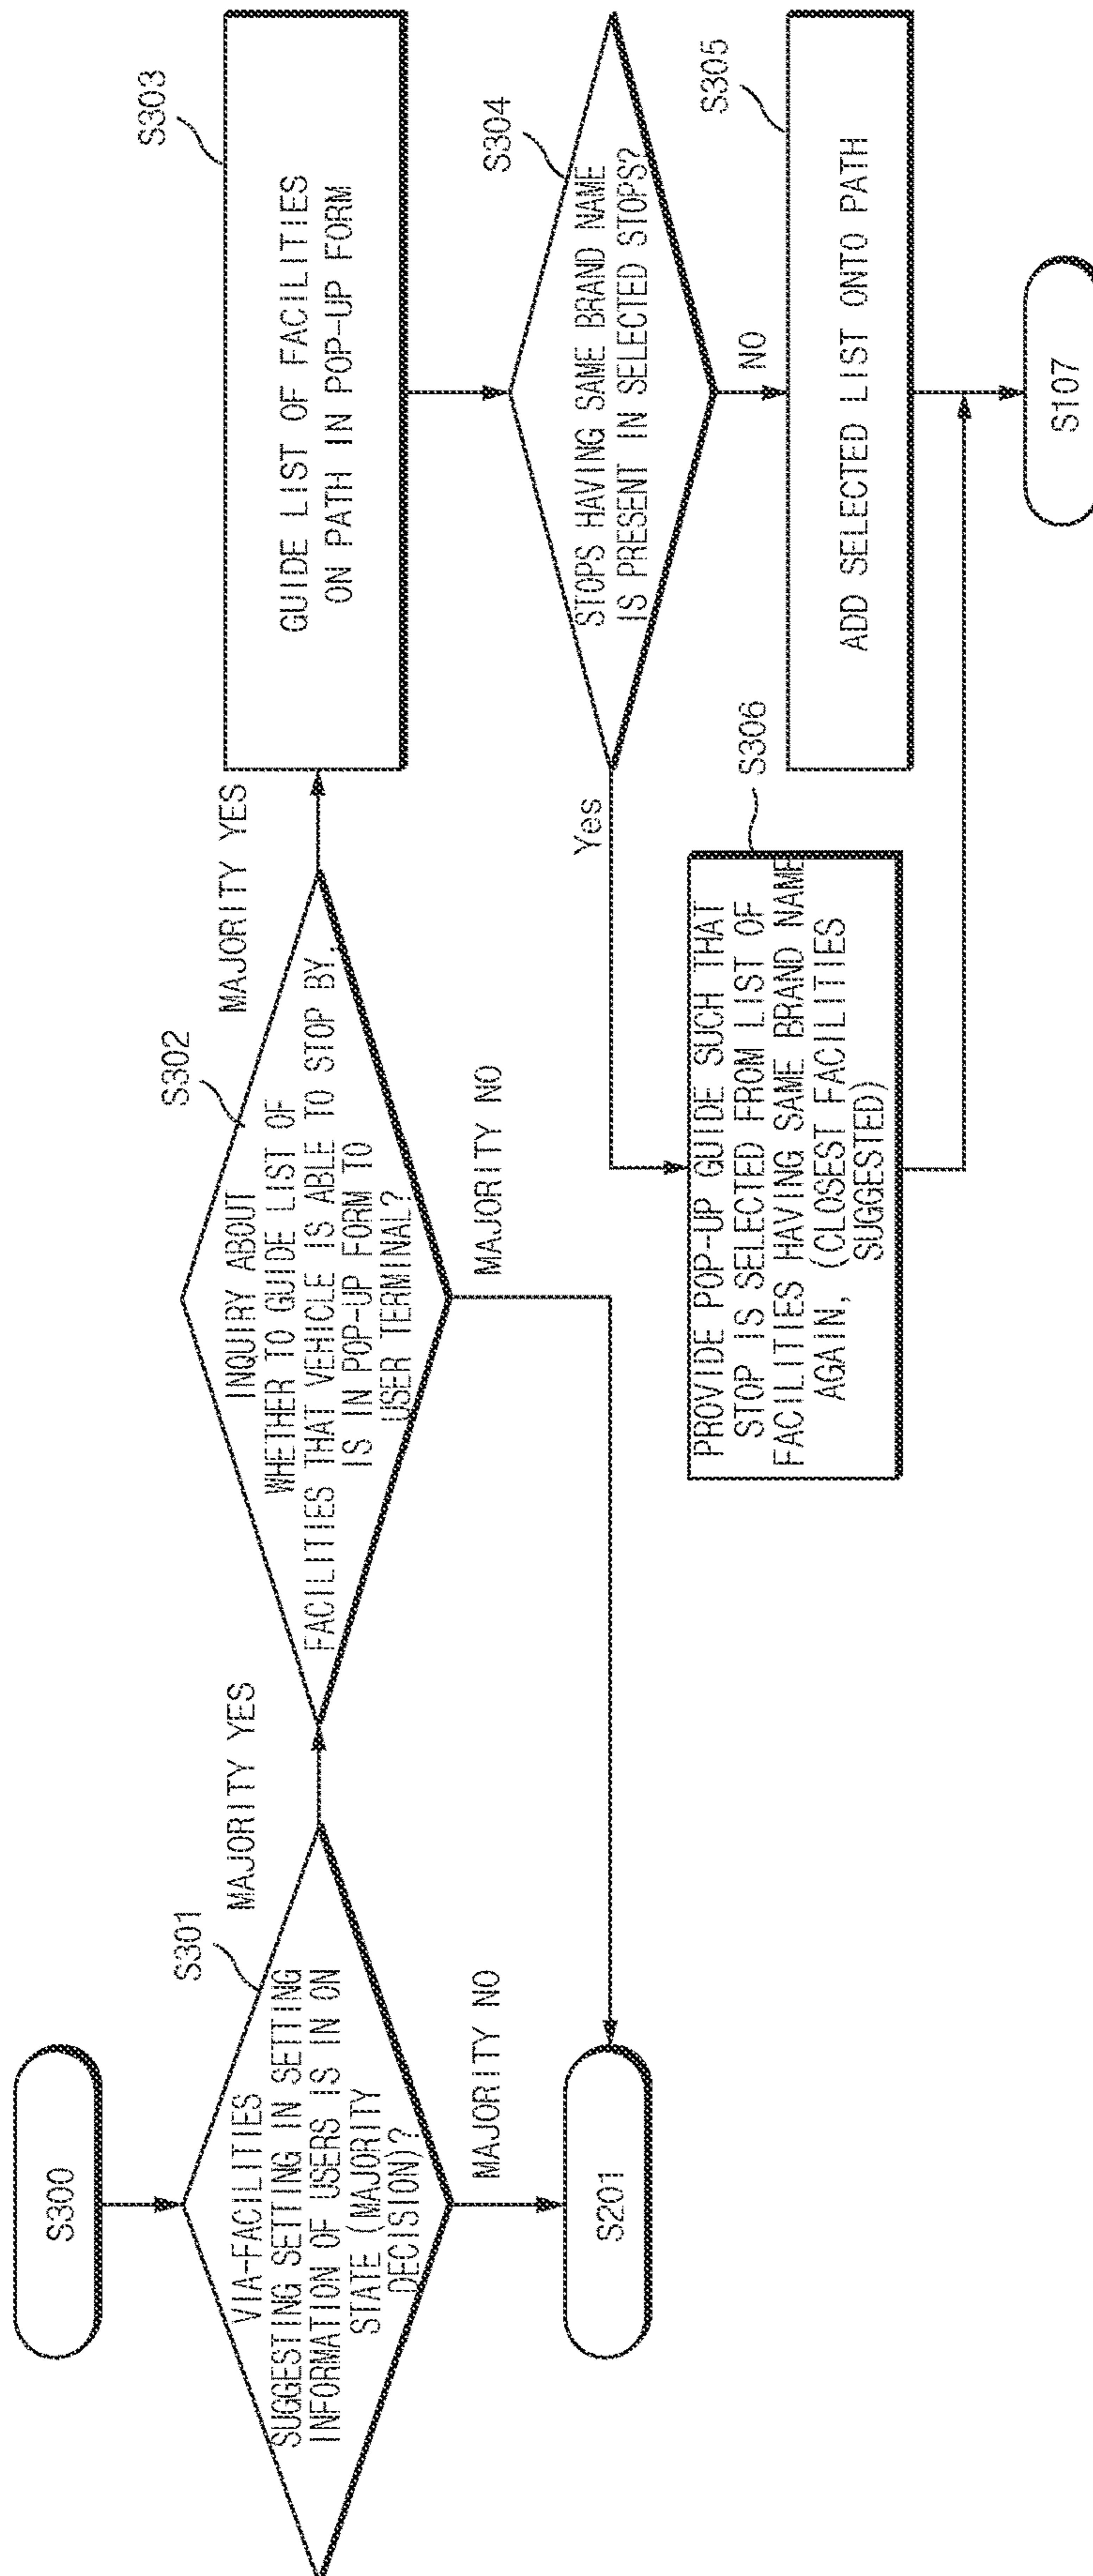 S300
S301
VIA-FACILITIES
SUGGESTING SETTING IN SETTING
INFORMATION OF USERS IS IN ON
STATE (MAJORITY
DECISION)?
MAJORITY YES
MAJORITY NO
S201
S302
INQUIRY ABOUT
WHETHER TO GUIDE LIST OF
FACILITIES THAT VEHICLE IS ABLE TO STOP BY,
IS IN POP-UP FORM TO
USER TERMINAL?
MAJORITY YES
MAJORITY NO
S303
GUIDE LIST OF FACILITIES
ON PATH IN POP-UP FORM
S304
STOPS HAVING SAME BRAND NAME
IS PRESENT IN SELECTED STOPS?
Yes
NO
S306
PROVIDE POP-UP GUIDE SUCH THAT
STOP IS SELECTED FROM LIST OF
FACILITIES HAVING SAME BRAND NAME
AGAIN, (CLOSEST FACILITIES
SUGGESTED)
S305
ADD SELECTED LIST ONTO PATH
S107